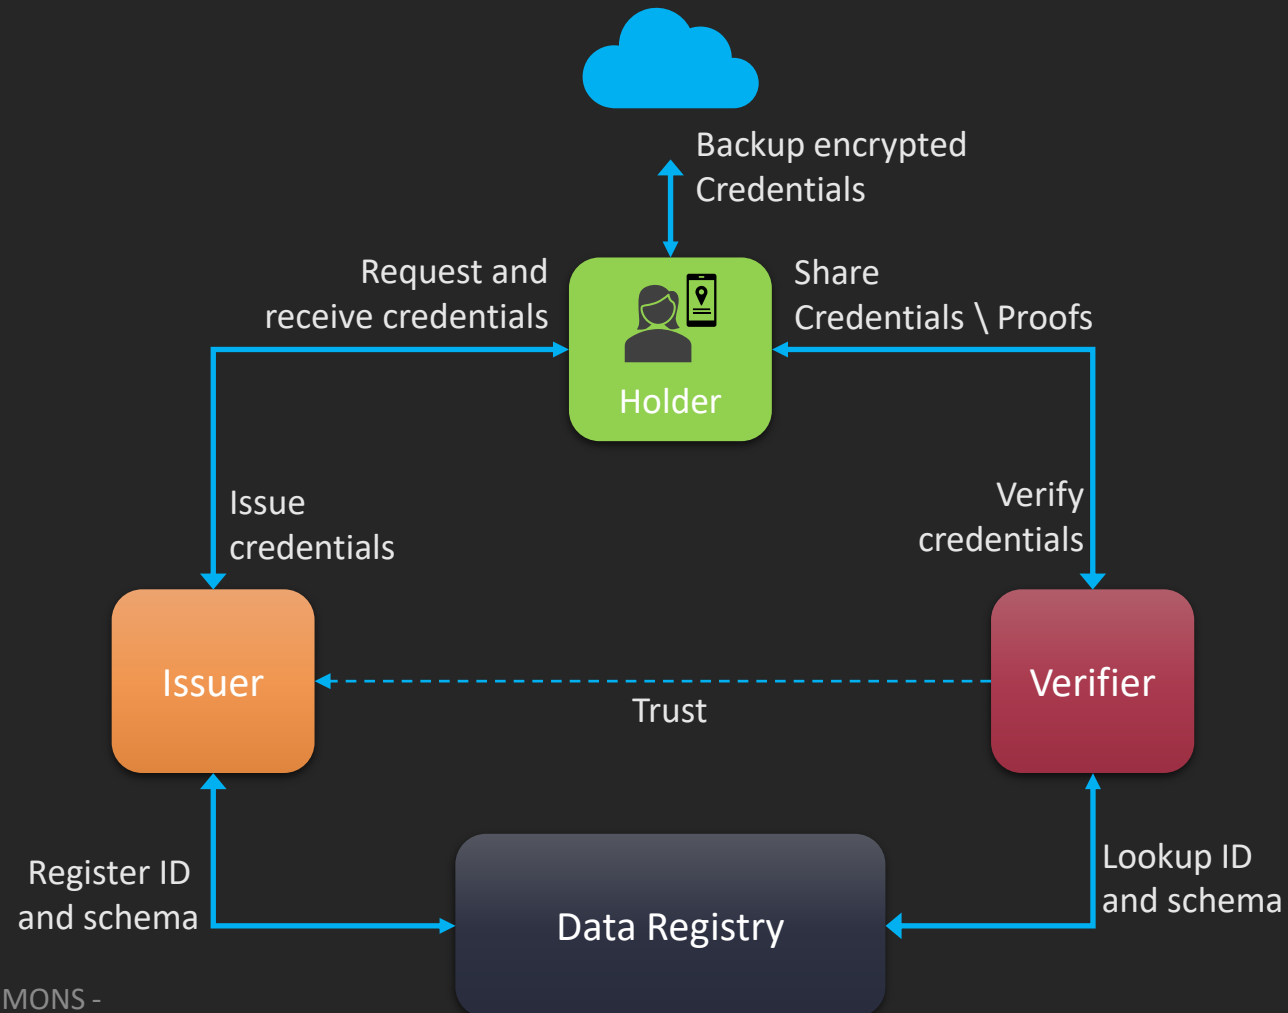 Backup encrypted
Credentials
Request and
receive credentials
Share
Credentials \ Proofs
Holder
Issue
credentials
Verify
credentials
Issuer
Verifier
Trust
Register ID
and schema
Data Registry
Lookup ID
and schema
MONS -